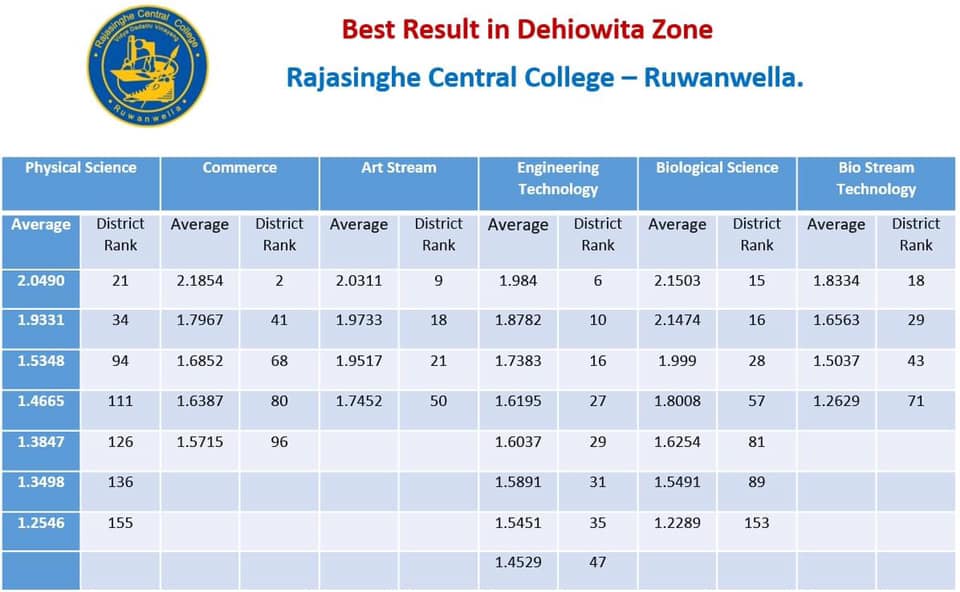 Rajasinghe Central College
Vidya Dadathi Vinayang
Ruwanwella
Best Result in Dehiowita Zone
Rajasinghe Central College – Ruwanwella.
Physical Science Commerce Art Stream Engineering Technology Biological Science Bio Stream Technology
Average District Rank Average District Rank Average District Rank Average District Rank Average District Rank Average District Rank
2.0490 21 2.1854 2 2.0311 9 1.984 6 2.1503 15 1.8334 18
1.9331 34 1.7967 41 1.9733 18 1.8782 10 2.1474 16 1.6563 29
1.5348 94 1.6852 68 1.9517 21 1.7383 16 1.999 28 1.5037 43
1.4665 111 1.6387 80 1.7452 50 1.6195 27 1.8008 57 1.2629 71
1.3847 126 1.5715 96 1.6037 29 1.6254 81
1.3498 136 1.5891 31 1.5491 89
1.2546 155 1.5451 35 1.2289 153
1.4529 47